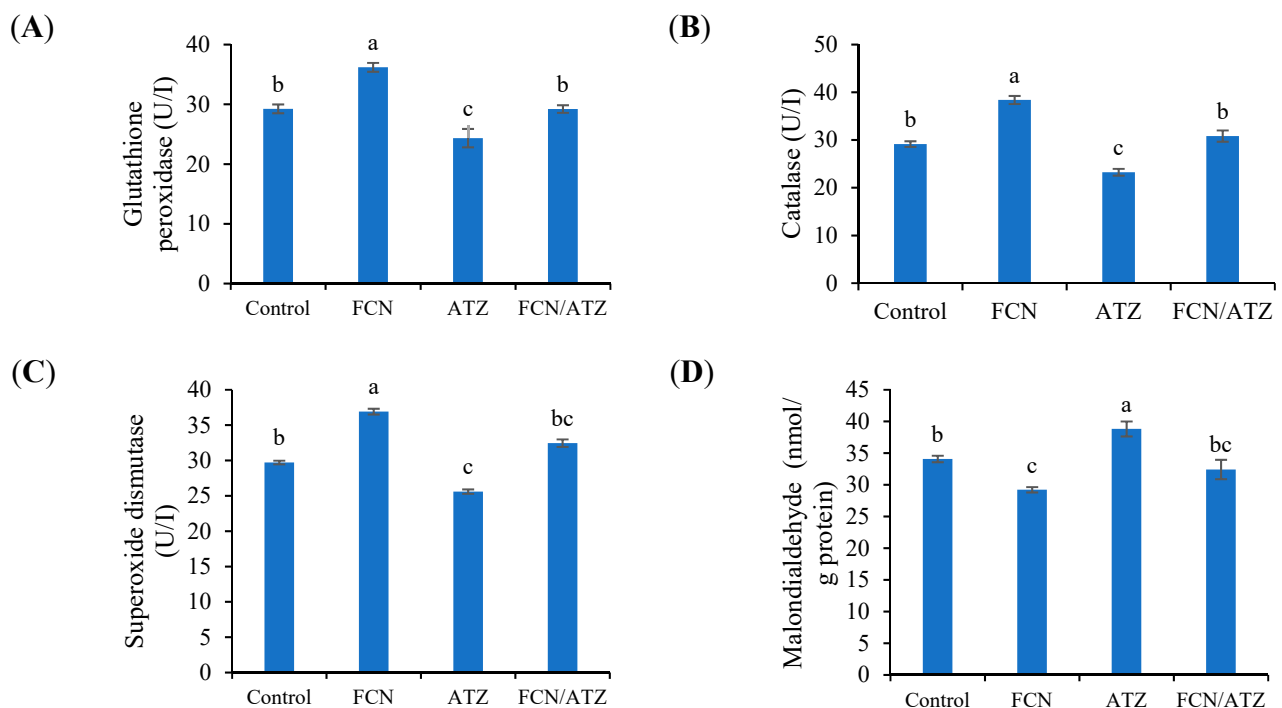 (A)
Glutathione
peroxidase (U/I)
40
30
20
10
0
b
a
c
b
Control FCN ATZ FCN/ATZ
(B)
Catalase (U/I)
50
40
30
20
10
0
b
a
c
b
Control FCN ATZ FCN/ATZ
(C)
Superoxide dismutase
(U/I)
40
35
30
25
20
15
10
5
0
b
a
c
bc
Control FCN ATZ FCN/ATZ
(D)
Malondialdehyde (nmol/
g protein)
45
40
35
30
25
20
15
10
5
0
b
c
a
bc
Control FCN ATZ FCN/ATZ